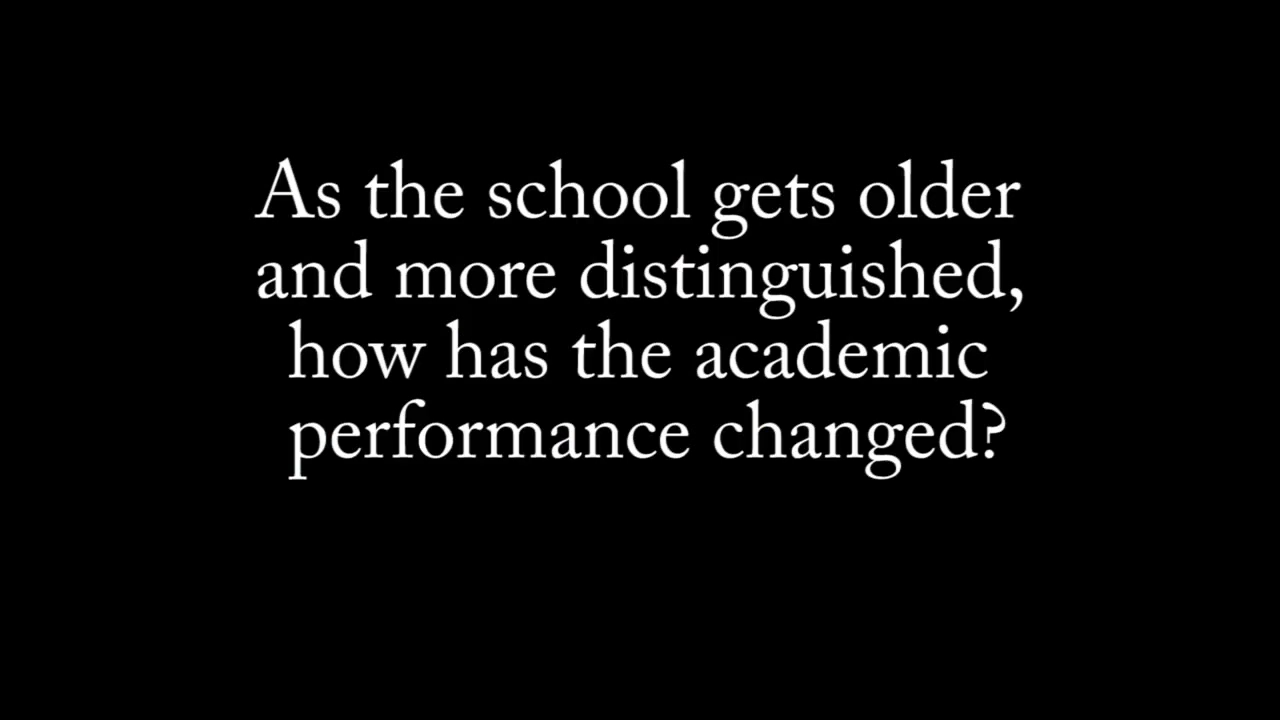 As the school gets older
and more distinguished,
how has the academic
performance changed?